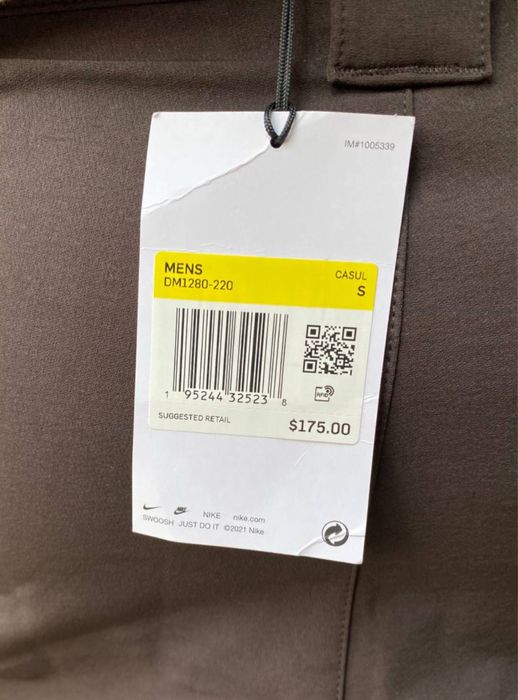 IM#1005339
MENS CASUL
DM1280-220 S
1 95244 32523 8
RFID
SUGGESTED RETAIL $175.00
NIKE nike.com
SWOOSH JUST DO IT ©2021 Nike